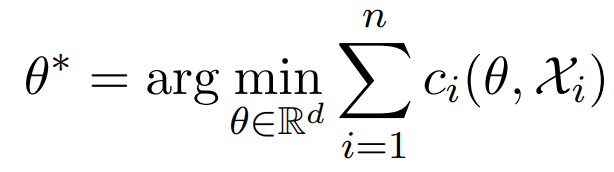 θ* = arg min_{θ∈ℝ^d} ∑_{i=1}^{n} c_i(θ, 𝒳_i)